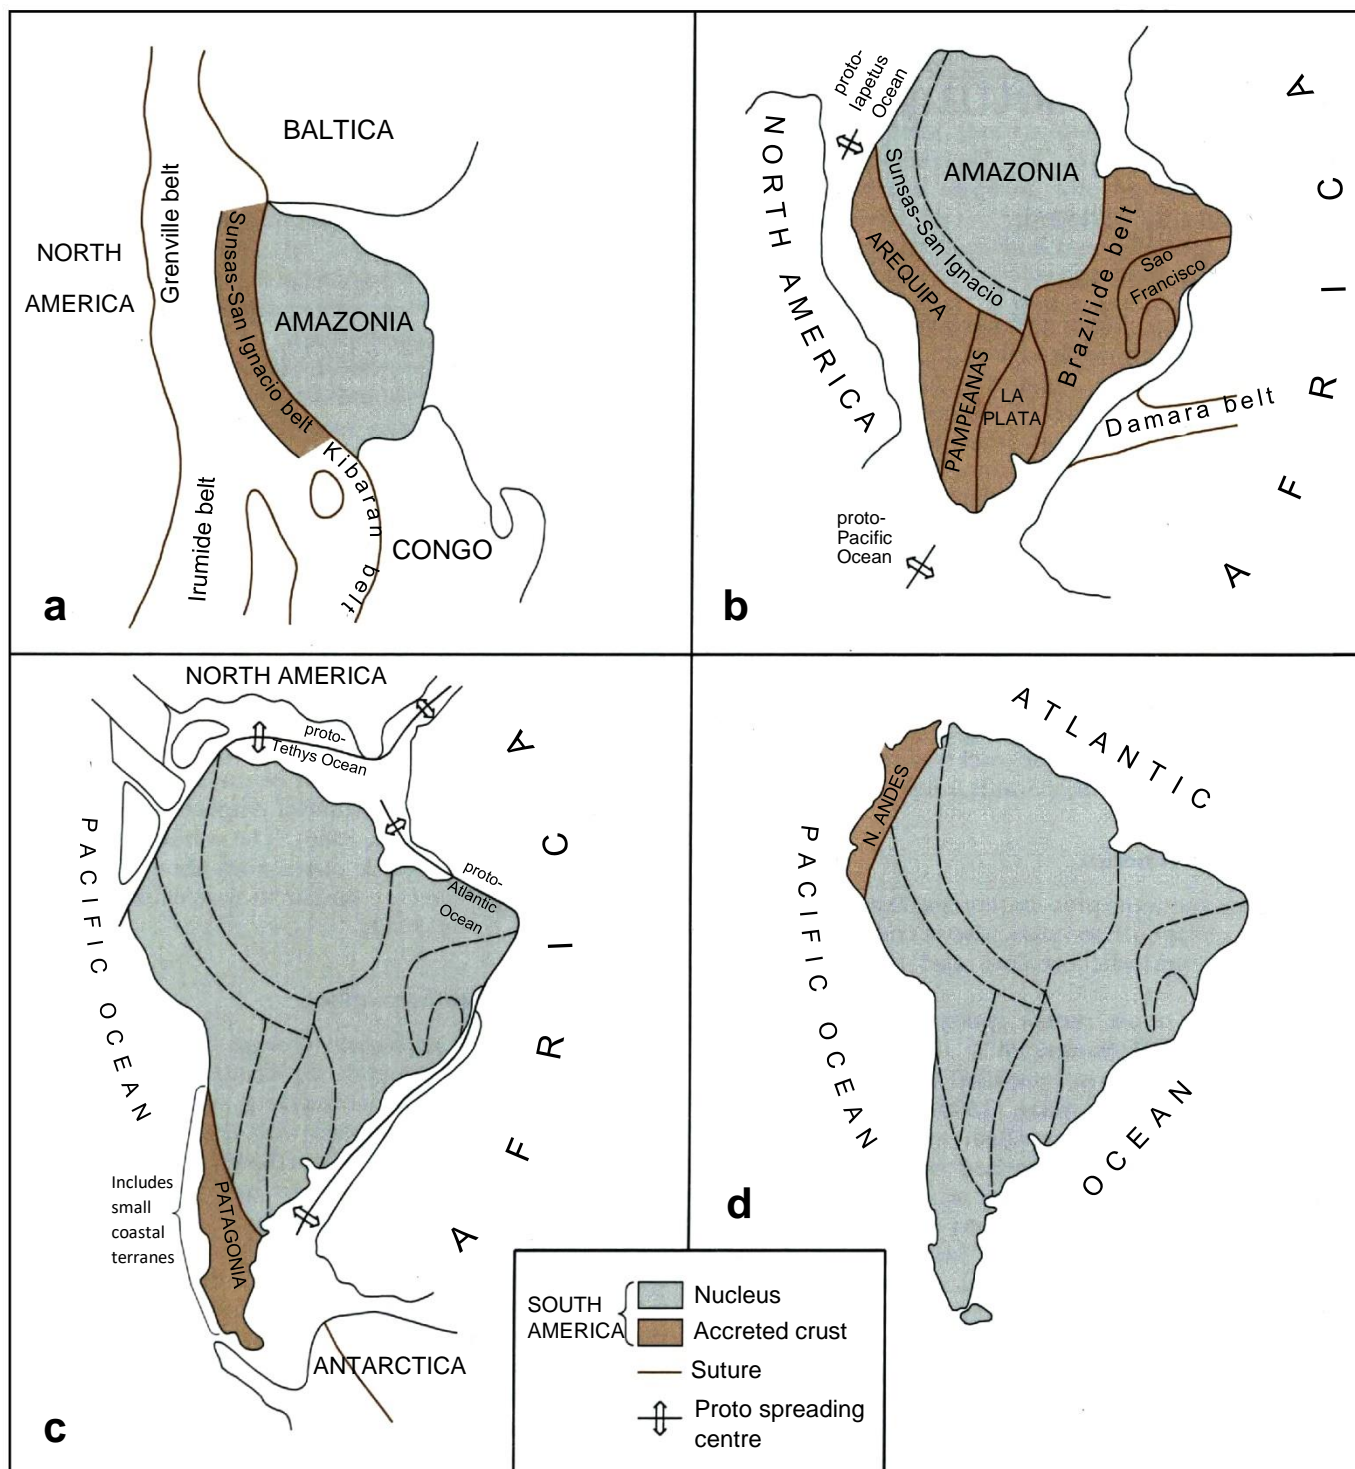 BALTICA
NORTH
AMERICA
Grenville belt
Sunsas-San Ignacio belt
AMAZONIA
Kibaran belt
Irumide belt
CONGO
a
proto-
Iapetus
Ocean
NORTH AMERICA
AMAZONIA
Sunsas-San Ignacio
AREQUIPA
PAMPEANAS
LA
PLATA
Brazilide belt
Sao
Francisco
Damara belt
AFRICA
proto-
Pacific
Ocean
b
NORTH AMERICA
proto-
Tethys Ocean
proto-
Atlantic
Ocean
PACIFIC OCEAN
AFRICA
Includes
small
coastal
terranes
PATAGONIA
ANTARCTICA
c
ATLANTIC
OCEAN
N. ANDES
PACIFIC OCEAN
d
SOUTH
AMERICA
Nucleus
Accreted crust
Suture
Proto spreading
centre